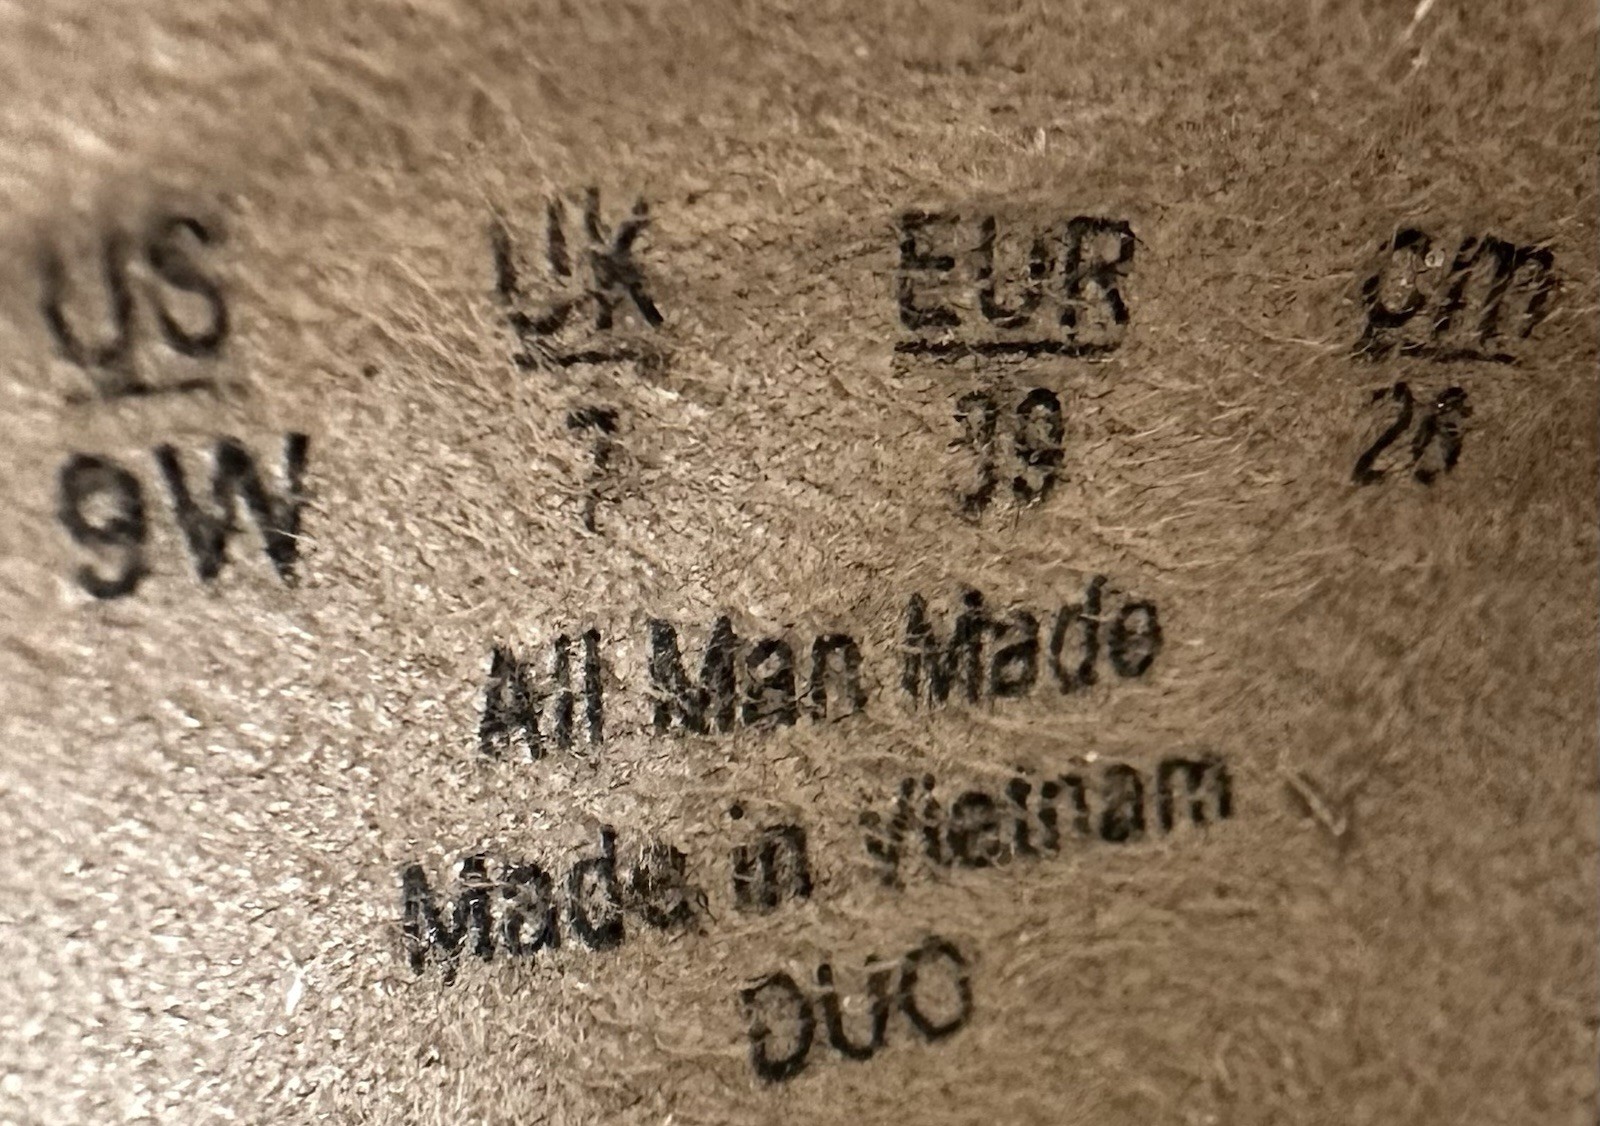 US UK EUR cm
9W 7 39 26
All Man Made
Made in Vietnam
DUO